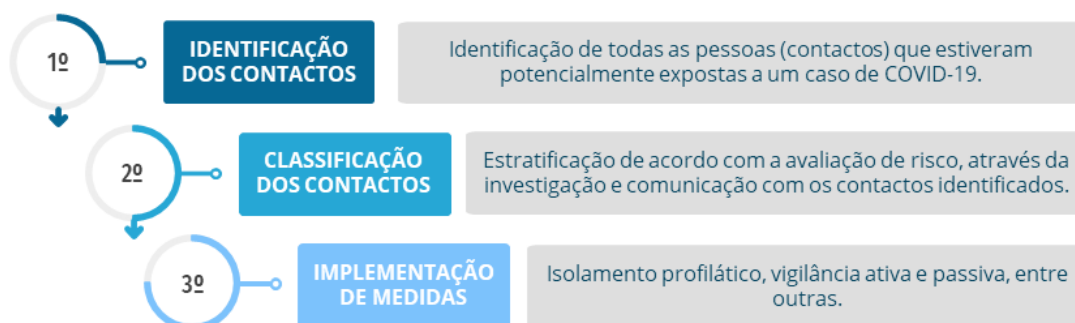 1º
IDENTIFICAÇÃO
DOS CONTACTOS
Identificação de todas as pessoas (contactos) que estiveram
potencialmente expostas a um caso de COVID-19.
2º
CLASSIFICAÇÃO
DOS CONTACTOS
Estratificação de acordo com a avaliação de risco, através da
investigação e comunicação com os contactos identificados.
3º
IMPLEMENTAÇÃO
DE MEDIDAS
Isolamento profilático, vigilância ativa e passiva, entre
outras.